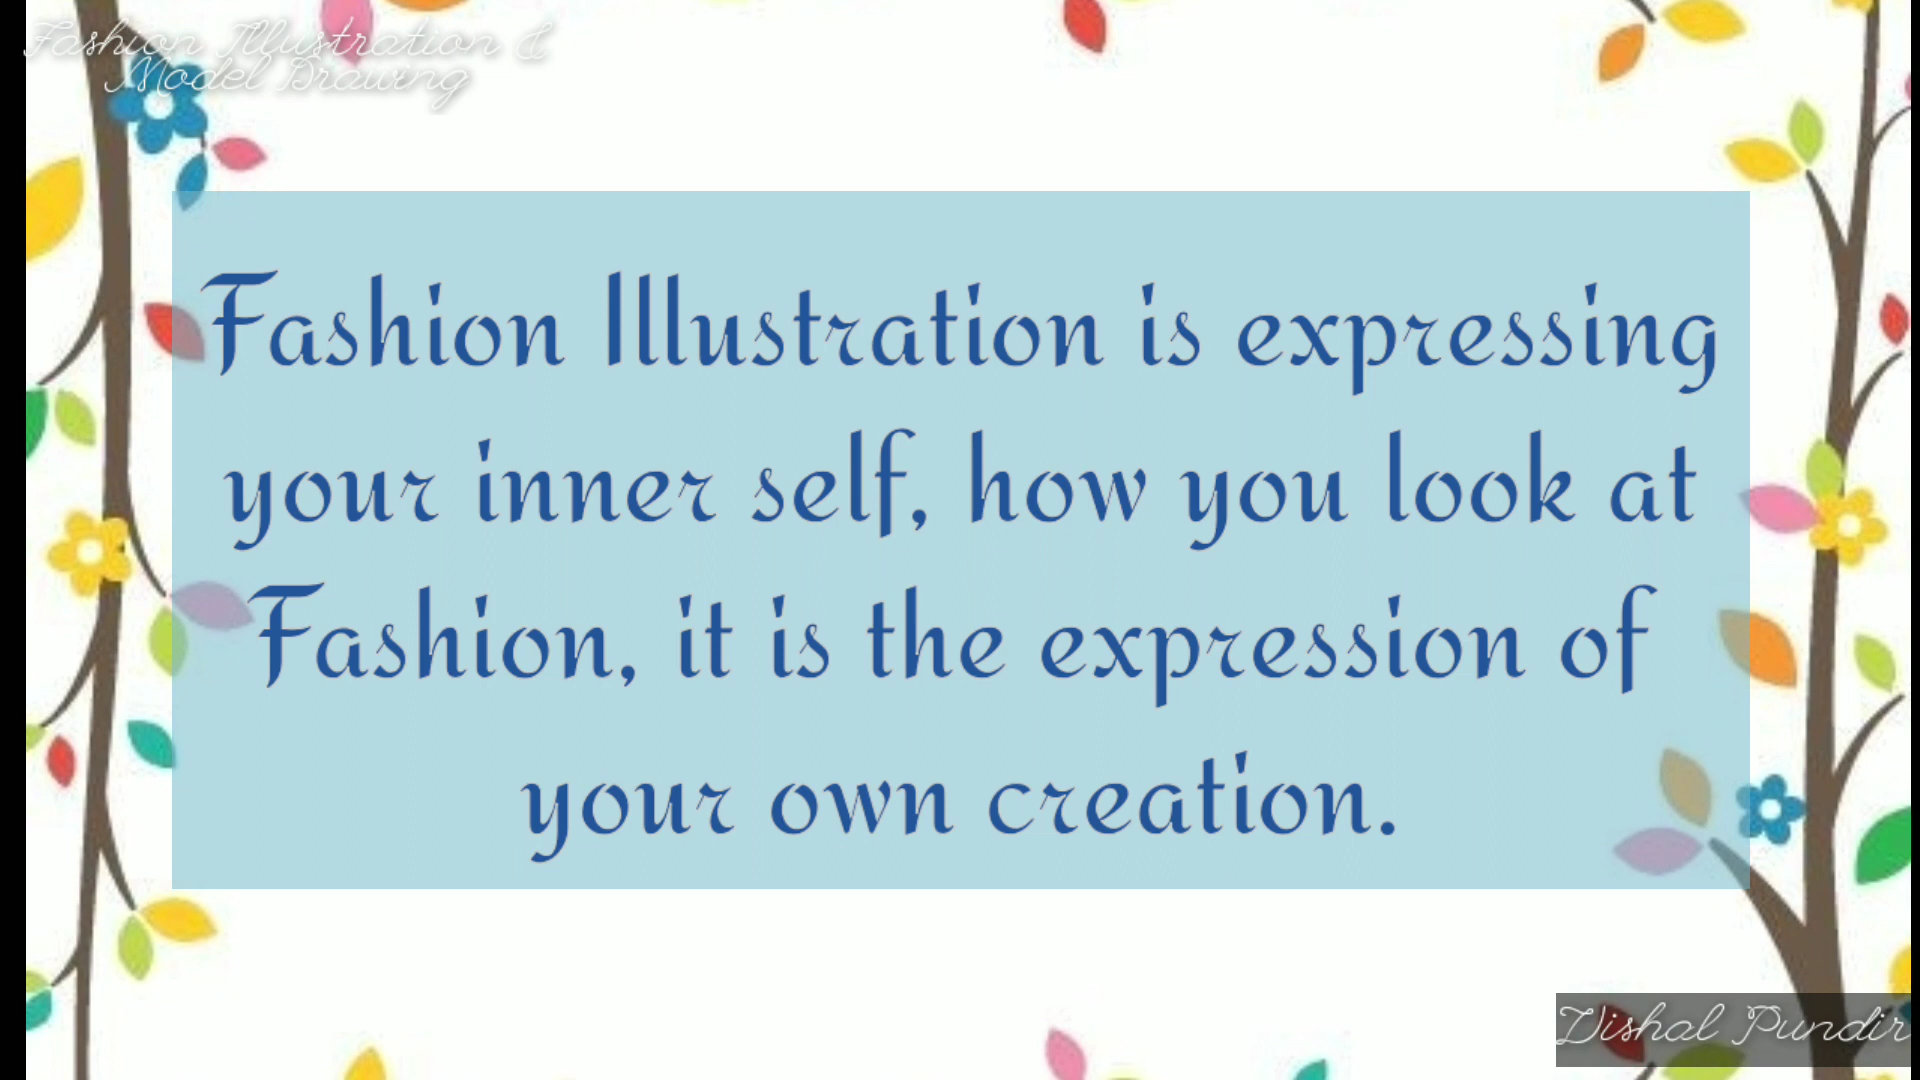 Fashion Illustration &
Model Drawing
Fashion Illustration is expressing
your inner self, how you look at
Fashion, it is the expression of
your own creation.
Vishal Pundir